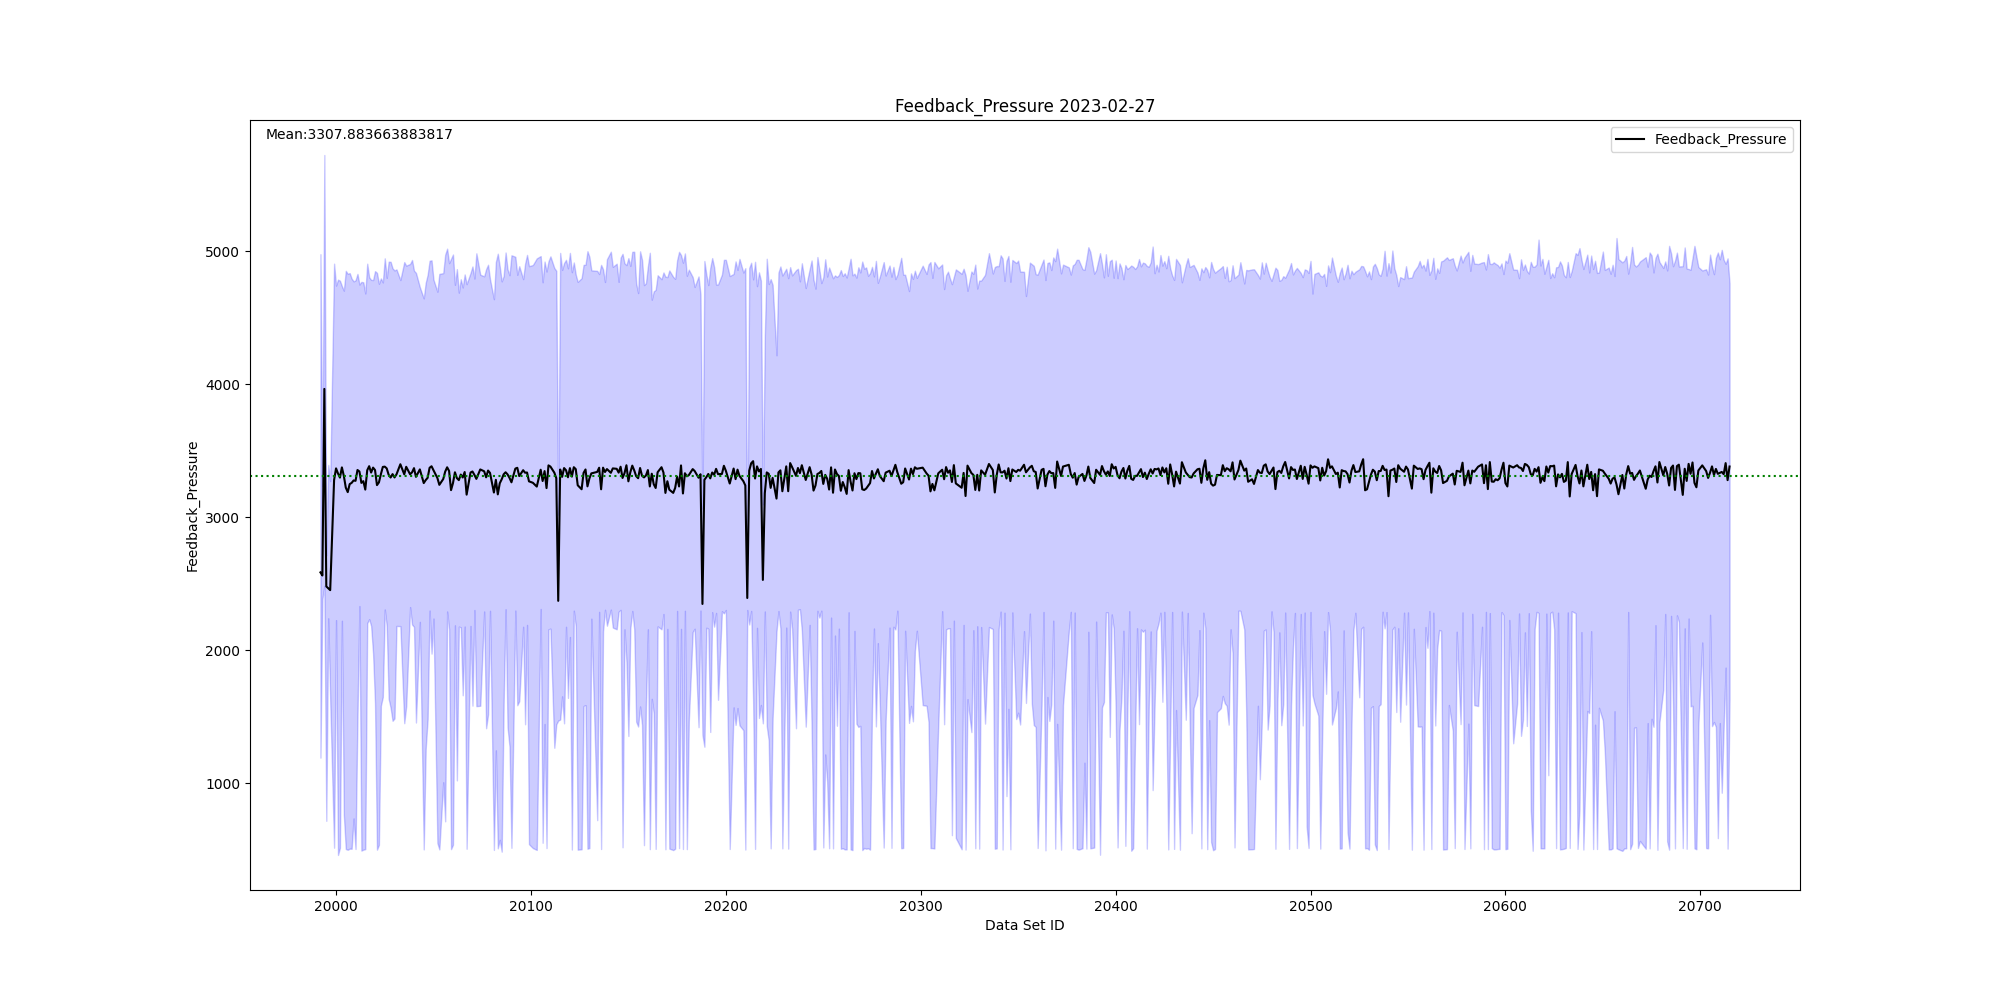 Feedback_Pressure 2023-02-27
Mean:3307.883663883817
Feedback_Pressure
Feedback_Pressure
5000
4000
3000
2000
1000
20000
20100
20200
20300
20400
20500
20600
20700
Data Set ID